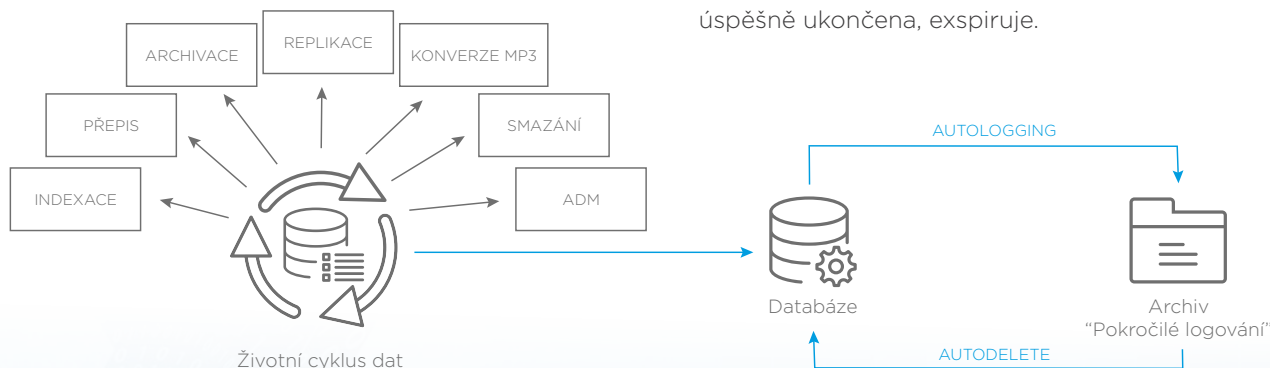 úspěšně ukončena, exspiruje.
REPLIKACE
ARCHIVACE
KONVERZE MP3
PŘEPIS
SMAZÁNÍ
INDEXACE
ADM
AUTOLOGGING
Databáze
Archiv
“Pokročilé logování”
AUTODELETE
Životní cyklus dat